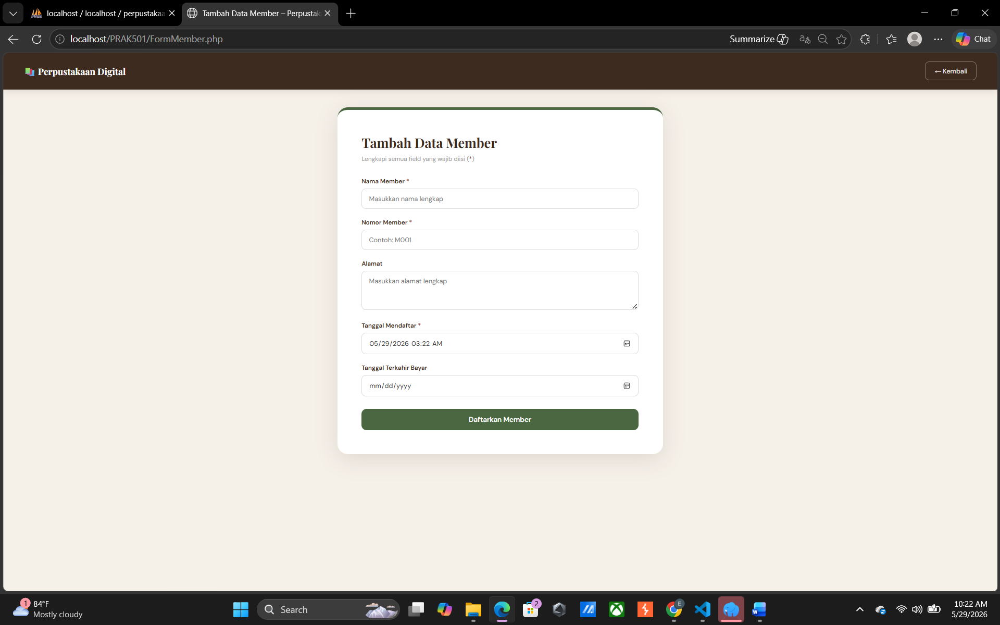 localhost / localhost / perpustakaa
Tambah Data Member – Perpustak
localhost/PRAK501/FormMember.php
Summarize
Chat
Perpustakaan Digital
← Kembali
Tambah Data Member
Lengkapi semua field yang wajib diisi (*)
Nama Member *
Masukkan nama lengkap
Nomor Member *
Contoh: M001
Alamat
Masukkan alamat lengkap
Tanggal Mendaftar *
05/29/2026 03:22 AM
Tanggal Terkahir Bayar
mm/dd/yyyy
Daftarkan Member
1
84°F
Mostly cloudy
Search
2
E
W
10:22 AM
5/29/2026